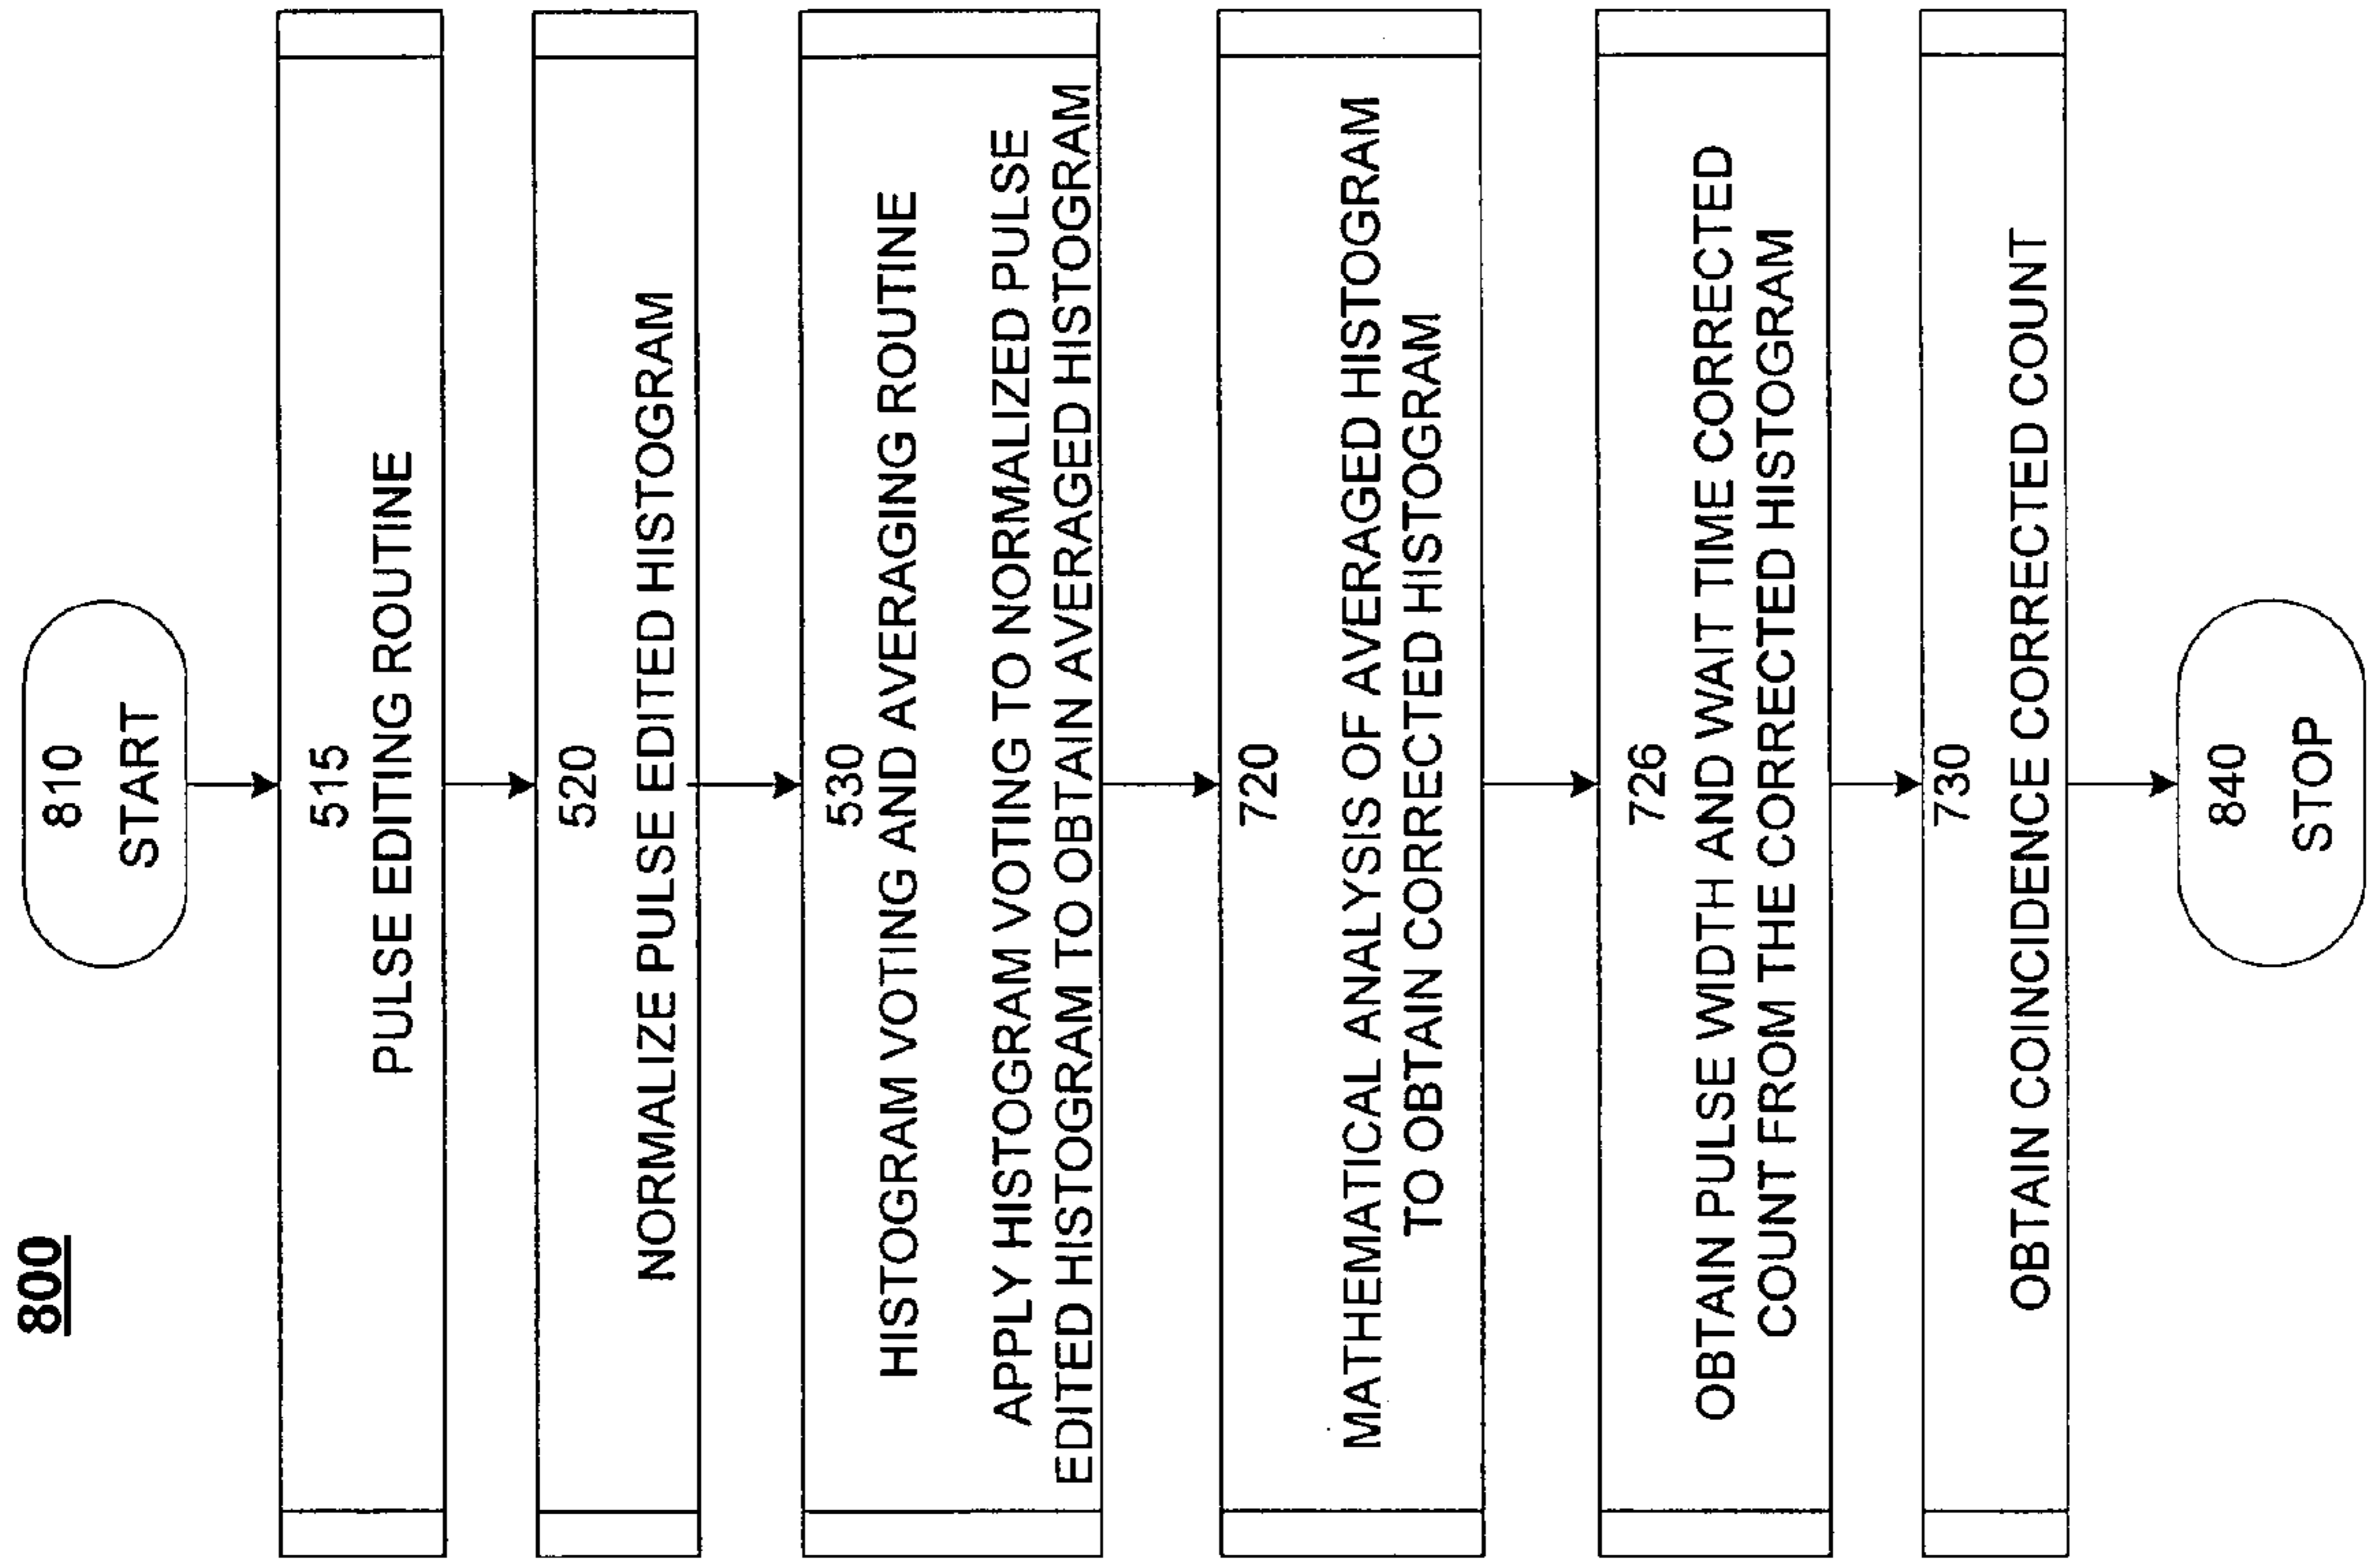 800
810
START
515
PULSE EDITING ROUTINE
520
NORMALIZE PULSE EDITED HISTOGRAM
530
HISTOGRAM VOTING AND AVERAGING ROUTINE
APPLY HISTOGRAM VOTING TO NORMALIZED PULSE
EDITED HISTOGRAM TO OBTAIN AVERAGED HISTOGRAM
720
MATHEMATICAL ANALYSIS OF AVERAGED HISTOGRAM
TO OBTAIN CORRECTED HISTOGRAM
726
OBTAIN PULSE WIDTH AND WAIT TIME CORRECTED
COUNT FROM THE CORRECTED HISTOGRAM
730
OBTAIN COINCIDENCE CORRECTED COUNT
840
STOP